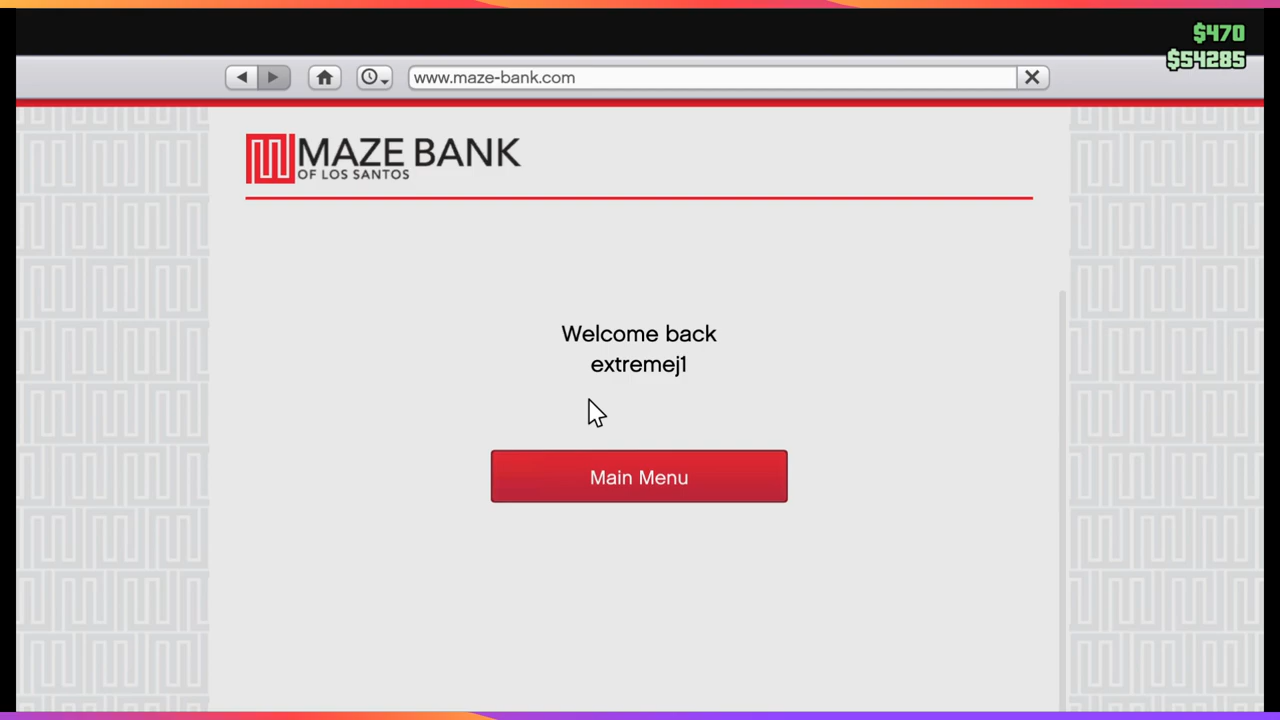 $470
$54285
www.maze-bank.com
MAZE BANK
OF LOS SANTOS
Welcome back
extremej1
Main Menu